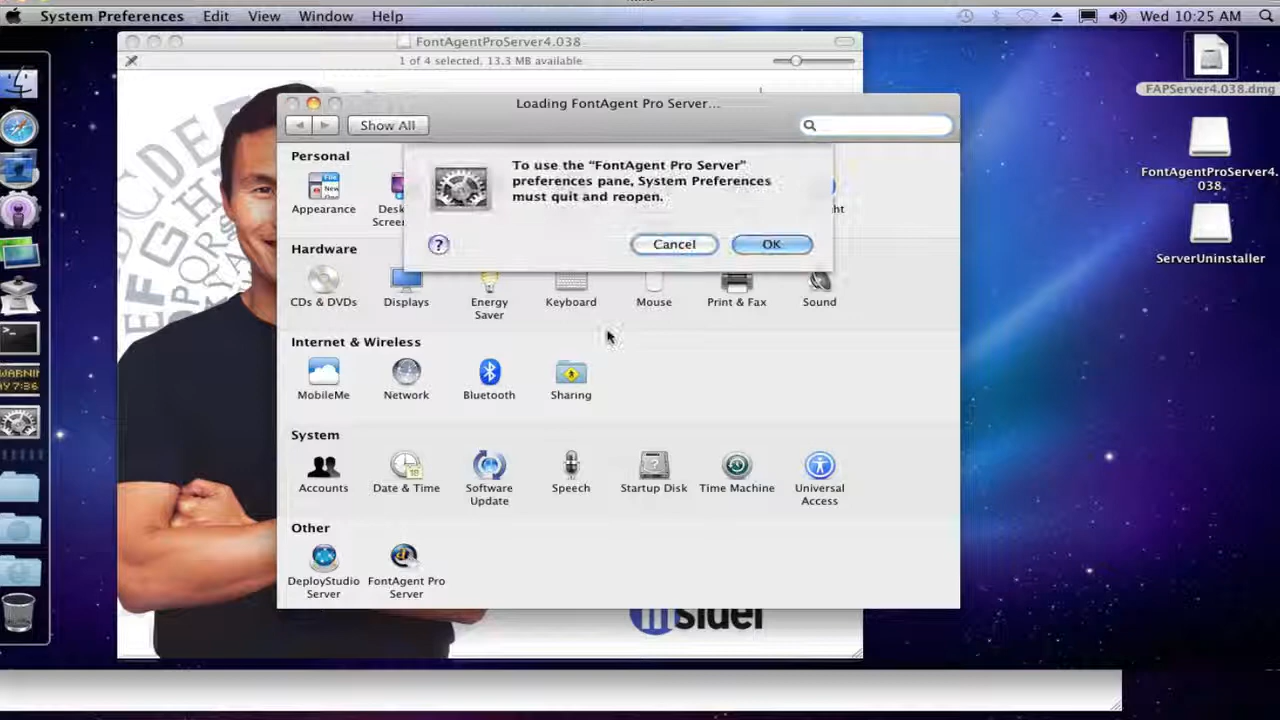 System Preferences Edit View Window Help
Wed 10:25 AM
FontAgentProServer4.038
1 of 4 selected, 13.3 MB available
Loading FontAgent Pro Server...
Show All
Personal
To use the "FontAgent Pro Server"
preferences pane, System Preferences
must quit and reopen.
?
Cancel
OK
Appearance
Hardware
CDs & DVDs
Displays
Energy
Saver
Keyboard
Mouse
Print & Fax
Sound
Internet & Wireless
MobileMe
Network
Bluetooth
Sharing
System
Accounts
Date & Time
Software
Update
Speech
Startup Disk
Time Machine
Universal
Access
Other
DeployStudio
Server
FontAgent Pro
Server
FAPServer4.038.dmg
FontAgentProServer4.
038.
ServerUninstaller